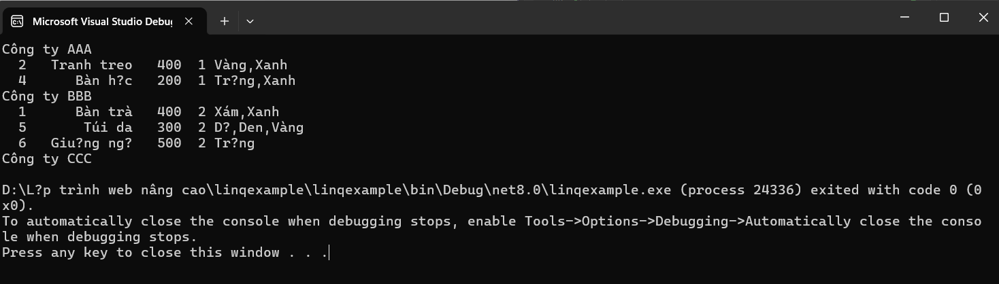 Microsoft Visual Studio Debu
Công ty AAA
  2   Tranh treo   400  1 Vàng,Xanh
  4      Bàn h?c   200  1 Tr?ng,Xanh
Công ty BBB
  1      Bàn trà   400  2 Xám,Xanh
  5       Túi da   300  2 D?,Den,Vàng
  6   Giu?ng ng?   500  2 Tr?ng
Công ty CCC
D:\L?p trình web nâng cao\linqexample\linqexample\bin\Debug\net8.0\linqexample.exe (process 24336) exited with code 0 (0
x0).
To automatically close the console when debugging stops, enable Tools->Options->Debugging->Automatically close the conso
le when debugging stops.
Press any key to close this window . . .